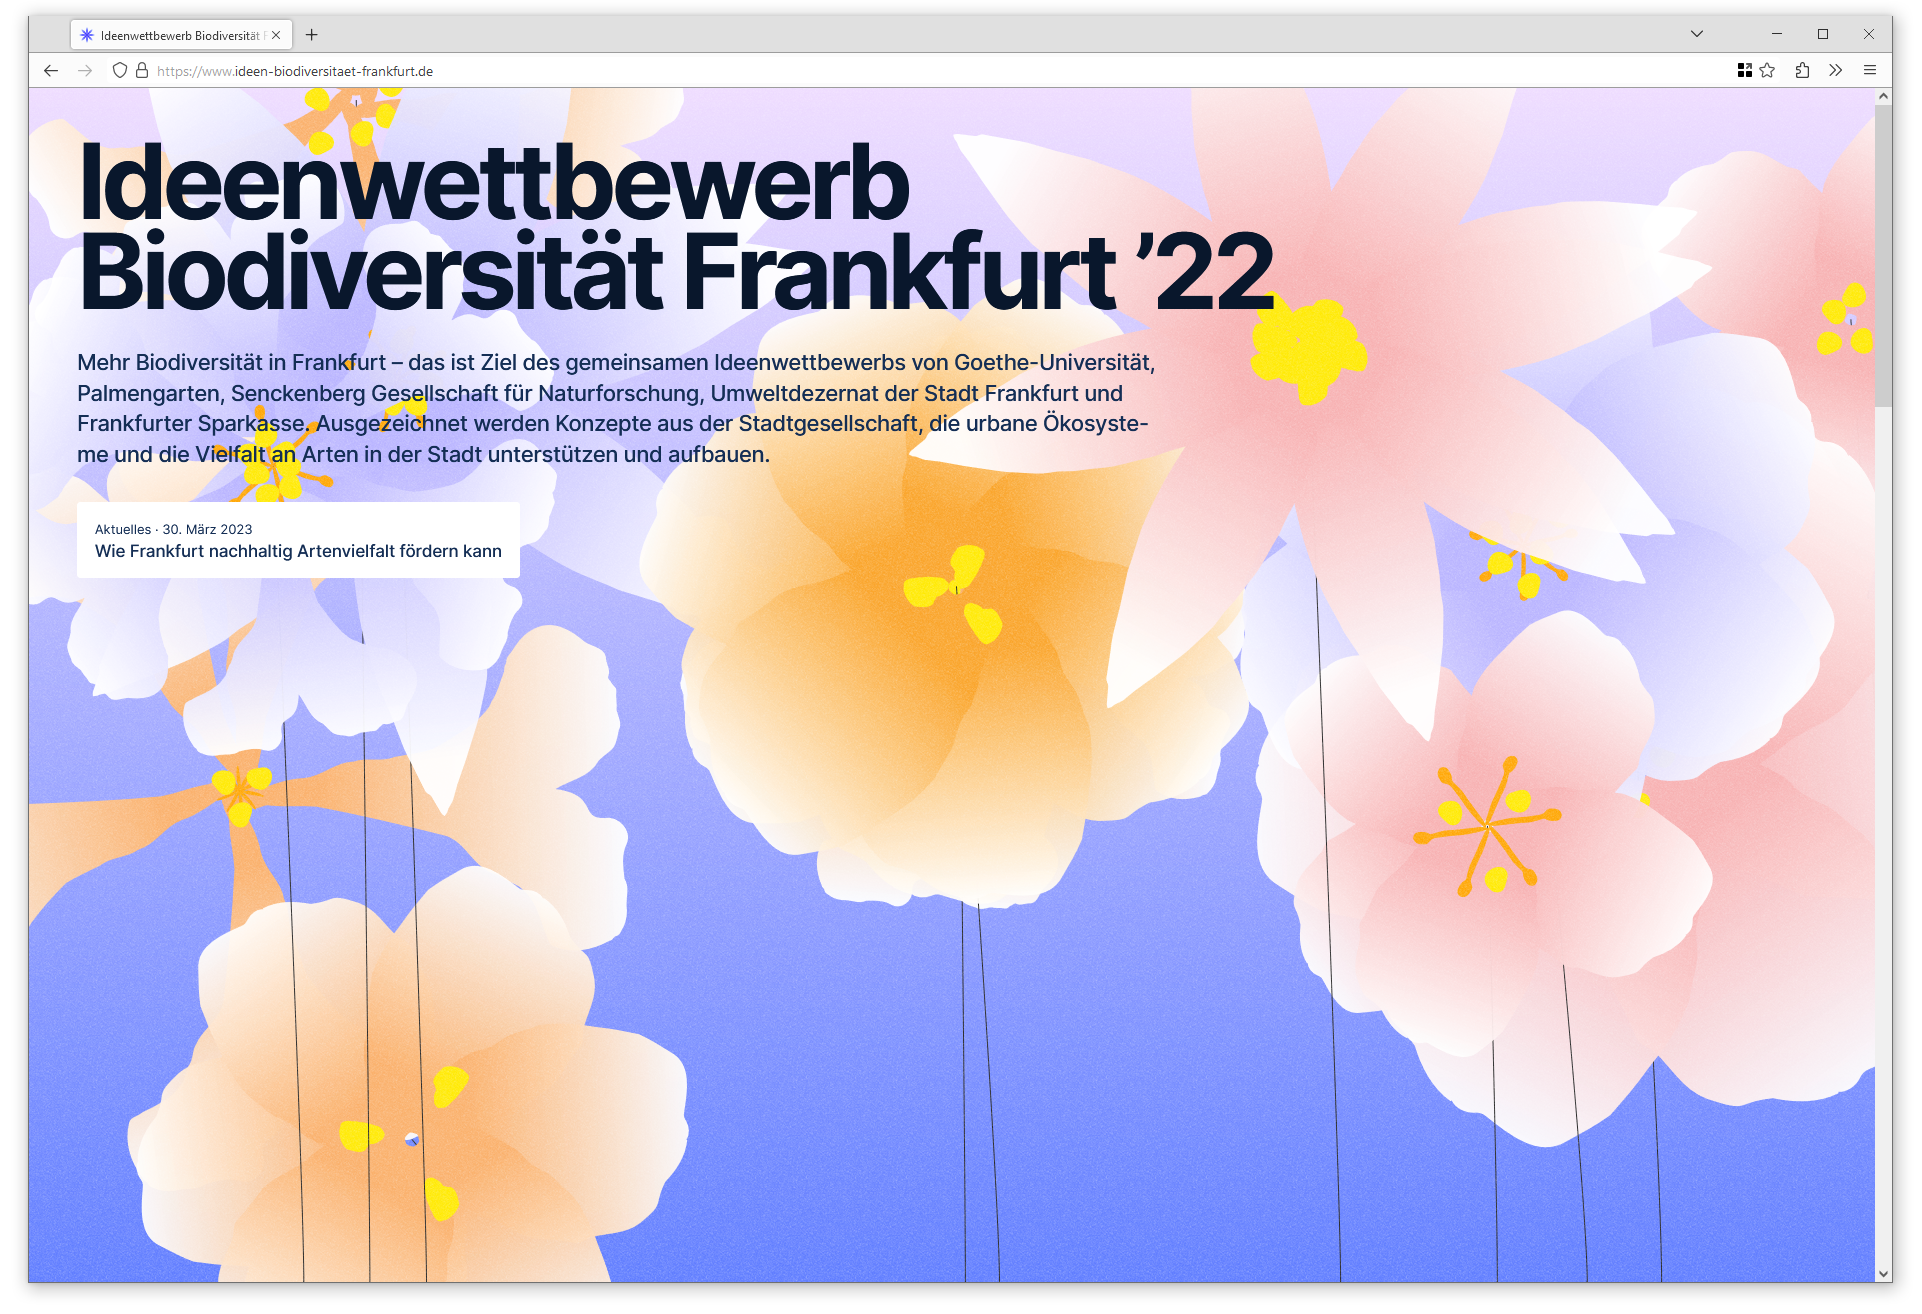 Ideenwettbewerb Biodiversität F
https://www.ideen-biodiversitaet-frankfurt.de
Ideenwettbewerb
Biodiversität Frankfurt ’22
Mehr Biodiversität in Frankfurt – das ist Ziel des gemeinsamen Ideenwettbewerbs von Goethe-Universität,
Palmengarten, Senckenberg Gesellschaft für Naturforschung, Umweltdezernat der Stadt Frankfurt und
Frankfurter Sparkasse. Ausgezeichnet werden Konzepte aus der Stadtgesellschaft, die urbane Ökosyste-
me und die Vielfalt an Arten in der Stadt unterstützen und aufbauen.
Aktuelles · 30. März 2023
Wie Frankfurt nachhaltig Artenvielfalt fördern kann